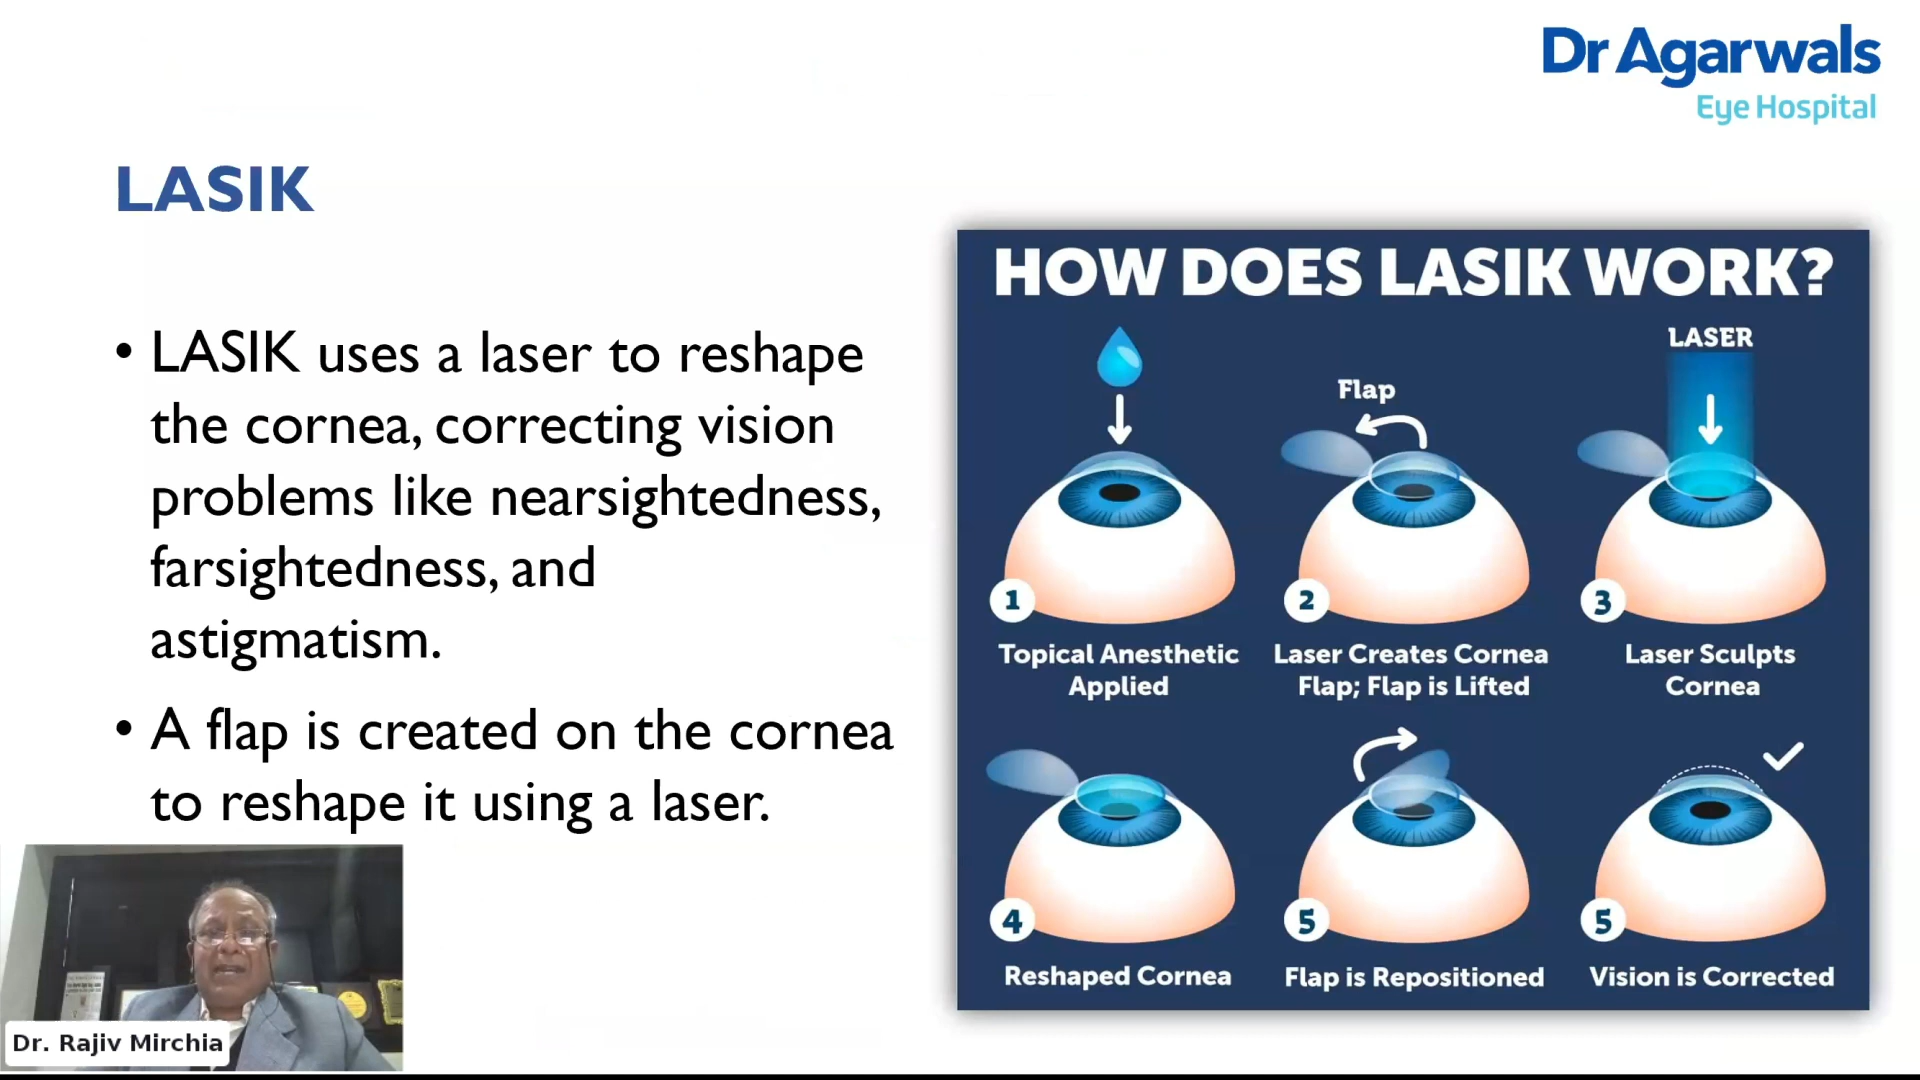 Dr Agarwals
Eye Hospital
LASIK
• LASIK uses a laser to reshape
the cornea, correcting vision
problems like nearsightedness,
farsightedness, and
astigmatism.
• A flap is created on the cornea
to reshape it using a laser.
HOW DOES LASIK WORK?
Flap
LASER
1
2
3
Topical Anesthetic
Applied
Laser Creates Cornea
Flap; Flap is Lifted
Laser Sculpts
Cornea
4
5
5
Reshaped Cornea
Flap is Repositioned
Vision is Corrected
Dr. Rajiv Mirchia